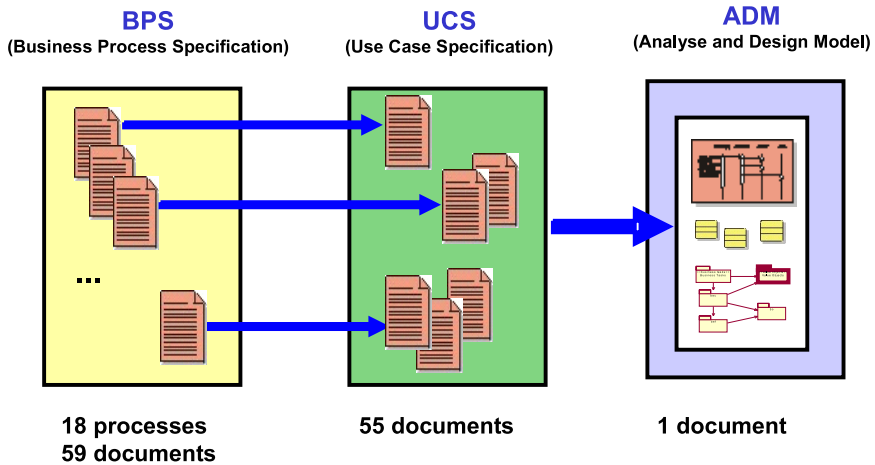 BPS
(Business Process Specification)
UCS
(Use Case Specification)
ADM
(Analyse and Design Model)
...
18 processes
59 documents
55 documents
1 document